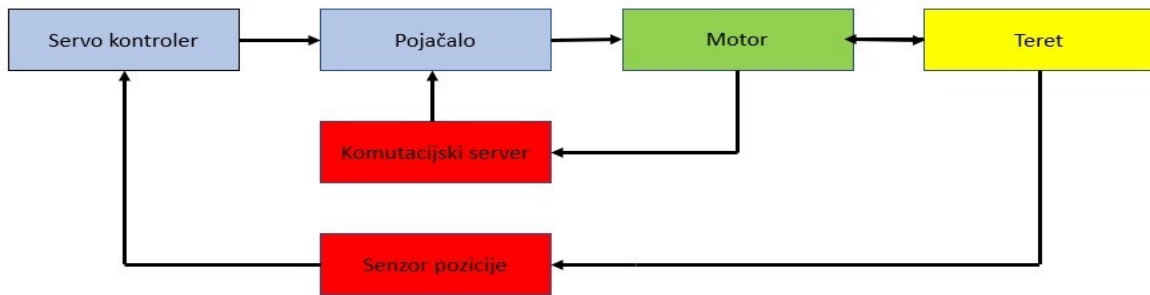 Servo kontroler
Pojačalo
Motor
Teret
Komutacijski server
Senzor pozicije